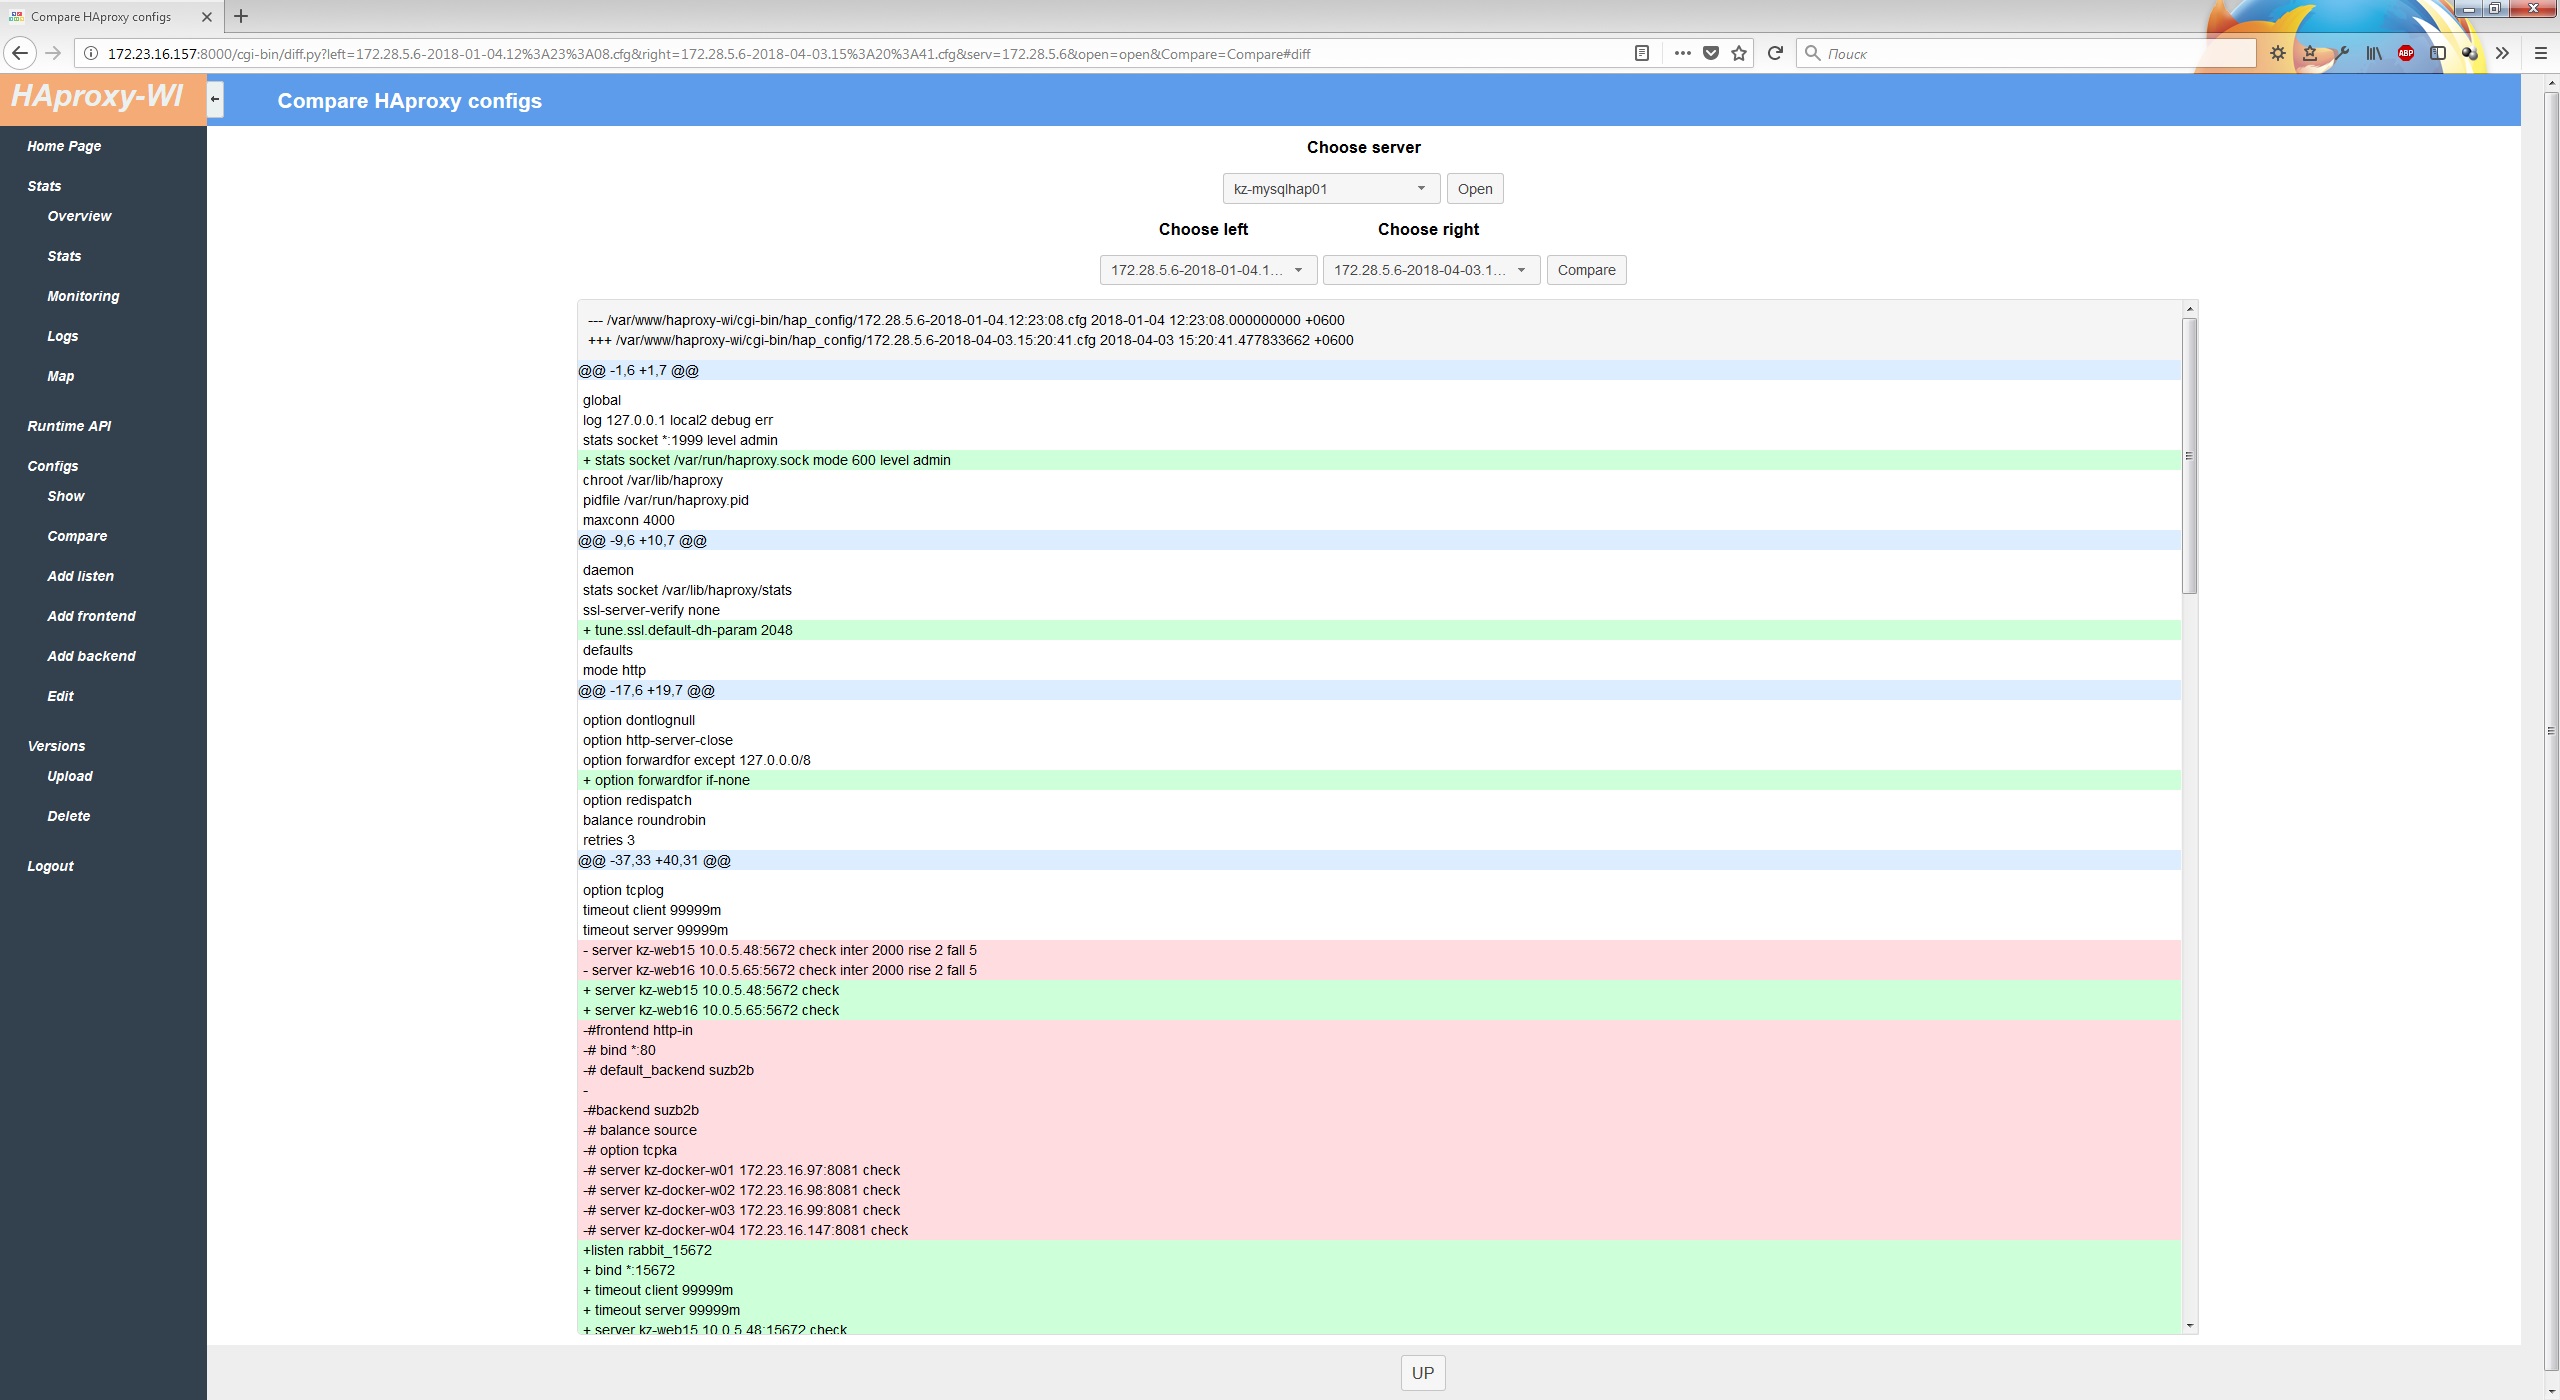 Compare HAproxy configs
172.23.16.157:8000/cgi-bin/diff.py?left=172.28.5.6-2018-01-04.12%3A23%3A08.cfg&right=172.28.5.6-2018-04-03.15%3A20%3A41.cfg&serv=172.28.5.6&open=open&Compare=Compare#diff
Поиск
ABP
HAproxy-WI
Compare HAproxy configs
Home Page
Stats
Overview
Stats
Monitoring
Logs
Map
Runtime API
Configs
Show
Compare
Add listen
Add frontend
Add backend
Edit
Versions
Upload
Delete
Logout
Choose server
kz-mysqlhap01 Open
Choose left Choose right
172.28.5.6-2018-01-04.1... 172.28.5.6-2018-04-03.1... Compare
--- /var/www/haproxy-wi/cgi-bin/hap_config/172.28.5.6-2018-01-04.12:23:08.cfg 2018-01-04 12:23:08.000000000 +0600
+++ /var/www/haproxy-wi/cgi-bin/hap_config/172.28.5.6-2018-04-03.15:20:41.cfg 2018-04-03 15:20:41.477833662 +0600
@@ -1,6 +1,7 @@
global
log 127.0.0.1 local2 debug err
stats socket *:1999 level admin
+ stats socket /var/run/haproxy.sock mode 600 level admin
chroot /var/lib/haproxy
pidfile /var/run/haproxy.pid
maxconn 4000
@@ -9,6 +10,7 @@
daemon
stats socket /var/lib/haproxy/stats
ssl-server-verify none
+ tune.ssl.default-dh-param 2048
defaults
mode http
@@ -17,6 +19,7 @@
option dontlognull
option http-server-close
option forwardfor except 127.0.0.0/8
+ option forwardfor if-none
option redispatch
balance roundrobin
retries 3
@@ -37,33 +40,31 @@
option tcplog
timeout client 99999m
timeout server 99999m
- server kz-web15 10.0.5.48:5672 check inter 2000 rise 2 fall 5
- server kz-web16 10.0.5.65:5672 check inter 2000 rise 2 fall 5
+ server kz-web15 10.0.5.48:5672 check
+ server kz-web16 10.0.5.65:5672 check
-#frontend http-in
-# bind *:80
-# default_backend suzb2b
-
-#backend suzb2b
-# balance source
-# option tcpka
-# server kz-docker-w01 172.23.16.97:8081 check
-# server kz-docker-w02 172.23.16.98:8081 check
-# server kz-docker-w03 172.23.16.99:8081 check
-# server kz-docker-w04 172.23.16.147:8081 check
+listen rabbit_15672
+ bind *:15672
+ timeout client 99999m
+ timeout server 99999m
+ server kz-web15 10.0.5.48:15672 check
UP